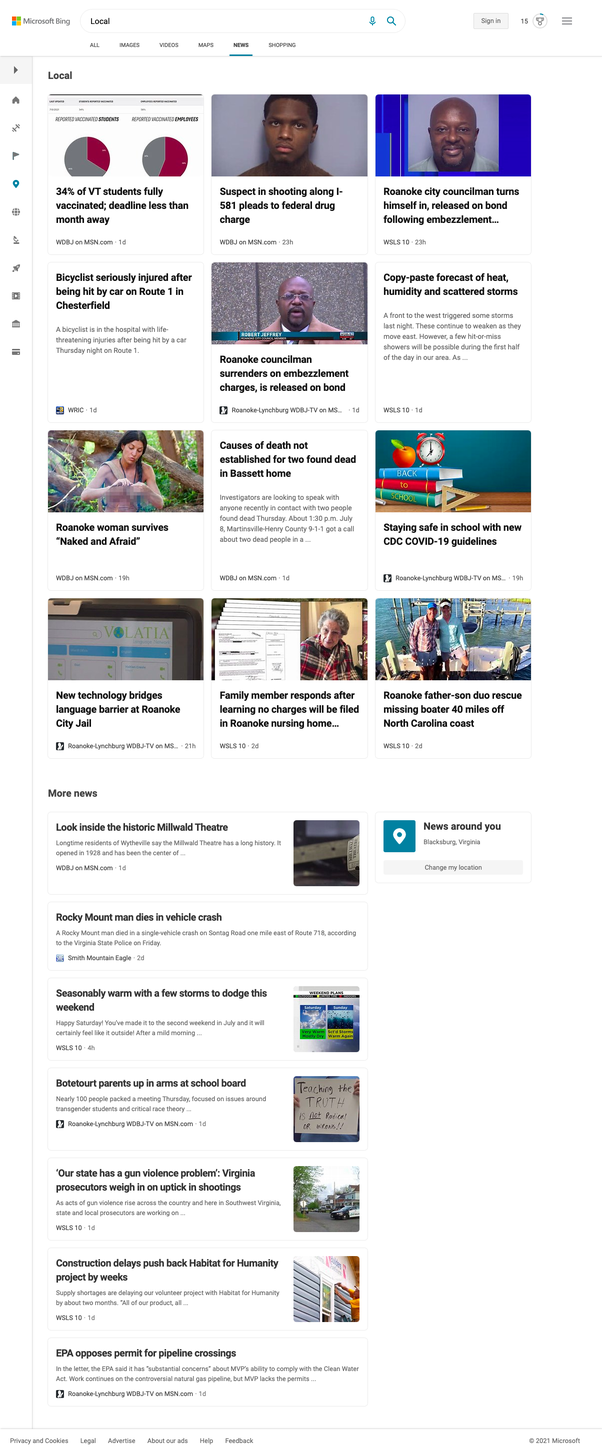 Microsoft Bing
Local
Sign in
15
ALL IMAGES VIDEOS MAPS NEWS SHOPPING
Local
REPORTED VACCINATED STUDENTS REPORTED VACCINATED EMPLOYEES
34% of VT students fully
vaccinated; deadline less than
month away
WDBJ on MSN.com · 1d
Suspect in shooting along I-
581 pleads to federal drug
charge
WDBJ on MSN.com · 23h
Roanoke city councilman turns
himself in, released on bond
following embezzlement…
WSLS 10 · 23h
Bicyclist seriously injured after
being hit by car on Route 1 in
Chesterfield
A bicyclist is in the hospital with life-
threatening injuries after being hit by a car
Thursday night on Route 1.
WRIC · 1d
ROBERT JEFFREY
Roanoke councilman
surrenders on embezzlement
charges, is released on bond
Roanoke-Lynchburg WDBJ-TV on MS… · 1d
Copy-paste forecast of heat,
humidity and scattered storms
A front to the west triggered some storms
last night. These continue to weaken as they
move east. However, a few hit-or-miss
showers will be possible during the first half
of the day in our area. As ...
WSLS 10 · 1d
Roanoke woman survives
“Naked and Afraid”
WDBJ on MSN.com · 19h
Causes of death not
established for two found dead
in Bassett home
Investigators are looking to speak with
anyone recently in contact with two people
found dead Thursday. About 1:30 p.m. July
8, Martinsville-Henry County 9-1-1 got a call
about two dead people in a ...
WDBJ on MSN.com · 1d
BACK
to
SCHOOL
Staying safe in school with new
CDC COVID-19 guidelines
Roanoke-Lynchburg WDBJ-TV on MS… · 19h
VOLATIA
New technology bridges
language barrier at Roanoke
City Jail
Roanoke-Lynchburg WDBJ-TV on MS… · 21h
Family member responds after
learning no charges will be filed
in Roanoke nursing home…
WSLS 10 · 2d
Roanoke father-son duo rescue
missing boater 40 miles off
North Carolina coast
WSLS 10 · 2d
More news
Look inside the historic Millwald Theatre
Longtime residents of Wytheville say the Millwald Theatre has a long history. It
opened in 1928 and has been the center of ...
WDBJ on MSN.com · 1d
News around you
Blacksburg, Virginia
Change my location
Rocky Mount man dies in vehicle crash
A Rocky Mount man died in a single-vehicle crash on Sontag Road one mile east of Route 718, according
to the Virginia State Police on Friday.
Smith Mountain Eagle · 2d
Seasonably warm with a few storms to dodge this
weekend
Happy Saturday! You've made it to the second weekend in July and it will
certainly feel like it outside! After a mild morning ...
WSLS 10 · 4h
WEEKEND PLANS
Saturday Sunday
Botetourt parents up in arms at school board
Nearly 100 people packed a meeting Thursday, focused on issues around
transgender students and critical race theory ...
Roanoke-Lynchburg WDBJ-TV on MSN.com · 1d
Teaching the
TRUTH
IS Not Radical
OR WRONG!!
‘Our state has a gun violence problem’: Virginia
prosecutors weigh in on uptick in shootings
As acts of gun violence rise across the country and here in Southwest Virginia,
state and local prosecutors are working on ...
WSLS 10 · 1d
Construction delays push back Habitat for Humanity
project by weeks
Supply shortages are delaying our volunteer project with Habitat for Humanity
by about two months. “All of our product, all ...
WSLS 10 · 1d
EPA opposes permit for pipeline crossings
In the letter, the EPA said it has “substantial concerns” about MVP's ability to comply with the Clean Water
Act. Work continues on the controversial natural gas pipeline, but MVP lacks the permits ...
Roanoke-Lynchburg WDBJ-TV on MSN.com · 1d
Privacy and Cookies Legal Advertise About our ads Help Feedback © 2021 Microsoft